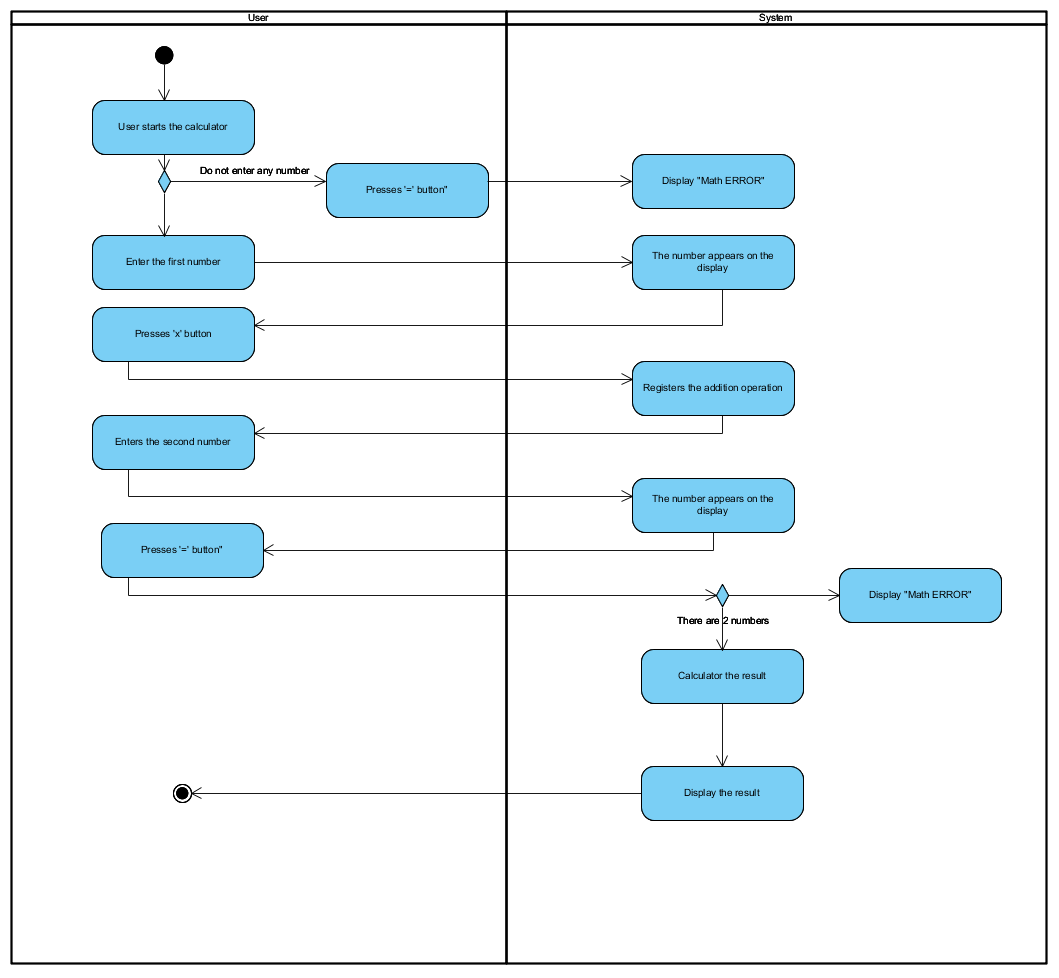 User
System
User starts the calculator
Do not enter any number
Presses '=' button"
Display "Math ERROR"
Enter the first number
The number appears on the
display
Presses 'x' button
Registers the addition operation
Enters the second number
The number appears on the
display
Presses '=' button"
Display "Math ERROR"
There are 2 numbers
Calculator the result
Display the result